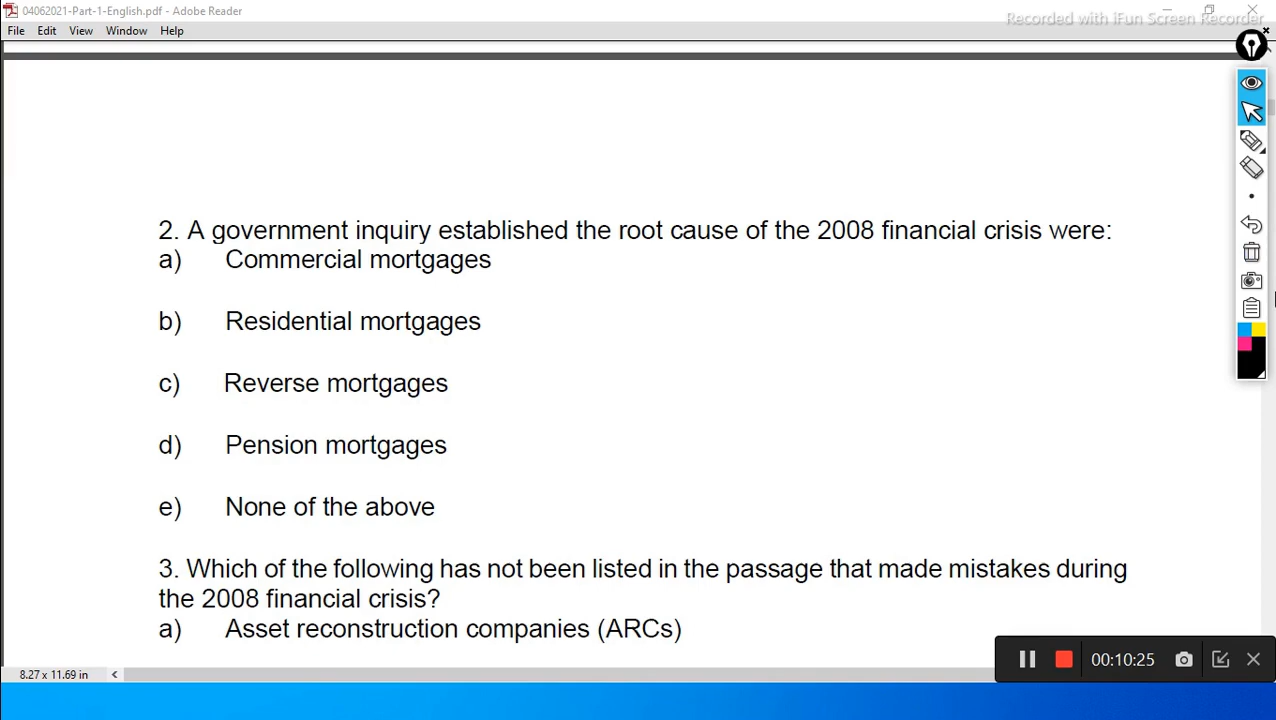 04062021-Part-1-English.pdf - Adobe Reader
Recorded with iFun Screen Recorder
File Edit View Window Help
2. A government inquiry established the root cause of the 2008 financial crisis were:
a) Commercial mortgages
b) Residential mortgages
c) Reverse mortgages
d) Pension mortgages
e) None of the above
3. Which of the following has not been listed in the passage that made mistakes during
the 2008 financial crisis?
a) Asset reconstruction companies (ARCs)
00:10:25
8.27 x 11.69 in